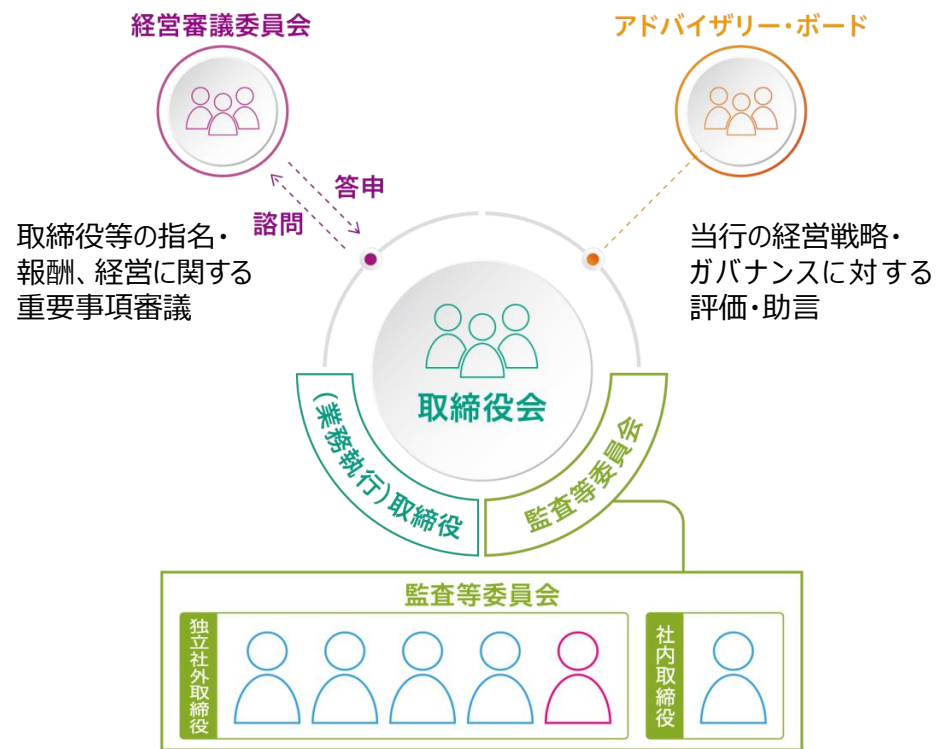 経営審議委員会
アドバイザリー・ボード
答申
諮問
取締役等の指名・
報酬、経営に関する
重要事項審議
当行の経営戦略・
ガバナンスに対する
評価・助言
取締役会
(業務執行)取締役
監査等委員会
監査等委員会
独立社外取締役
社内取締役